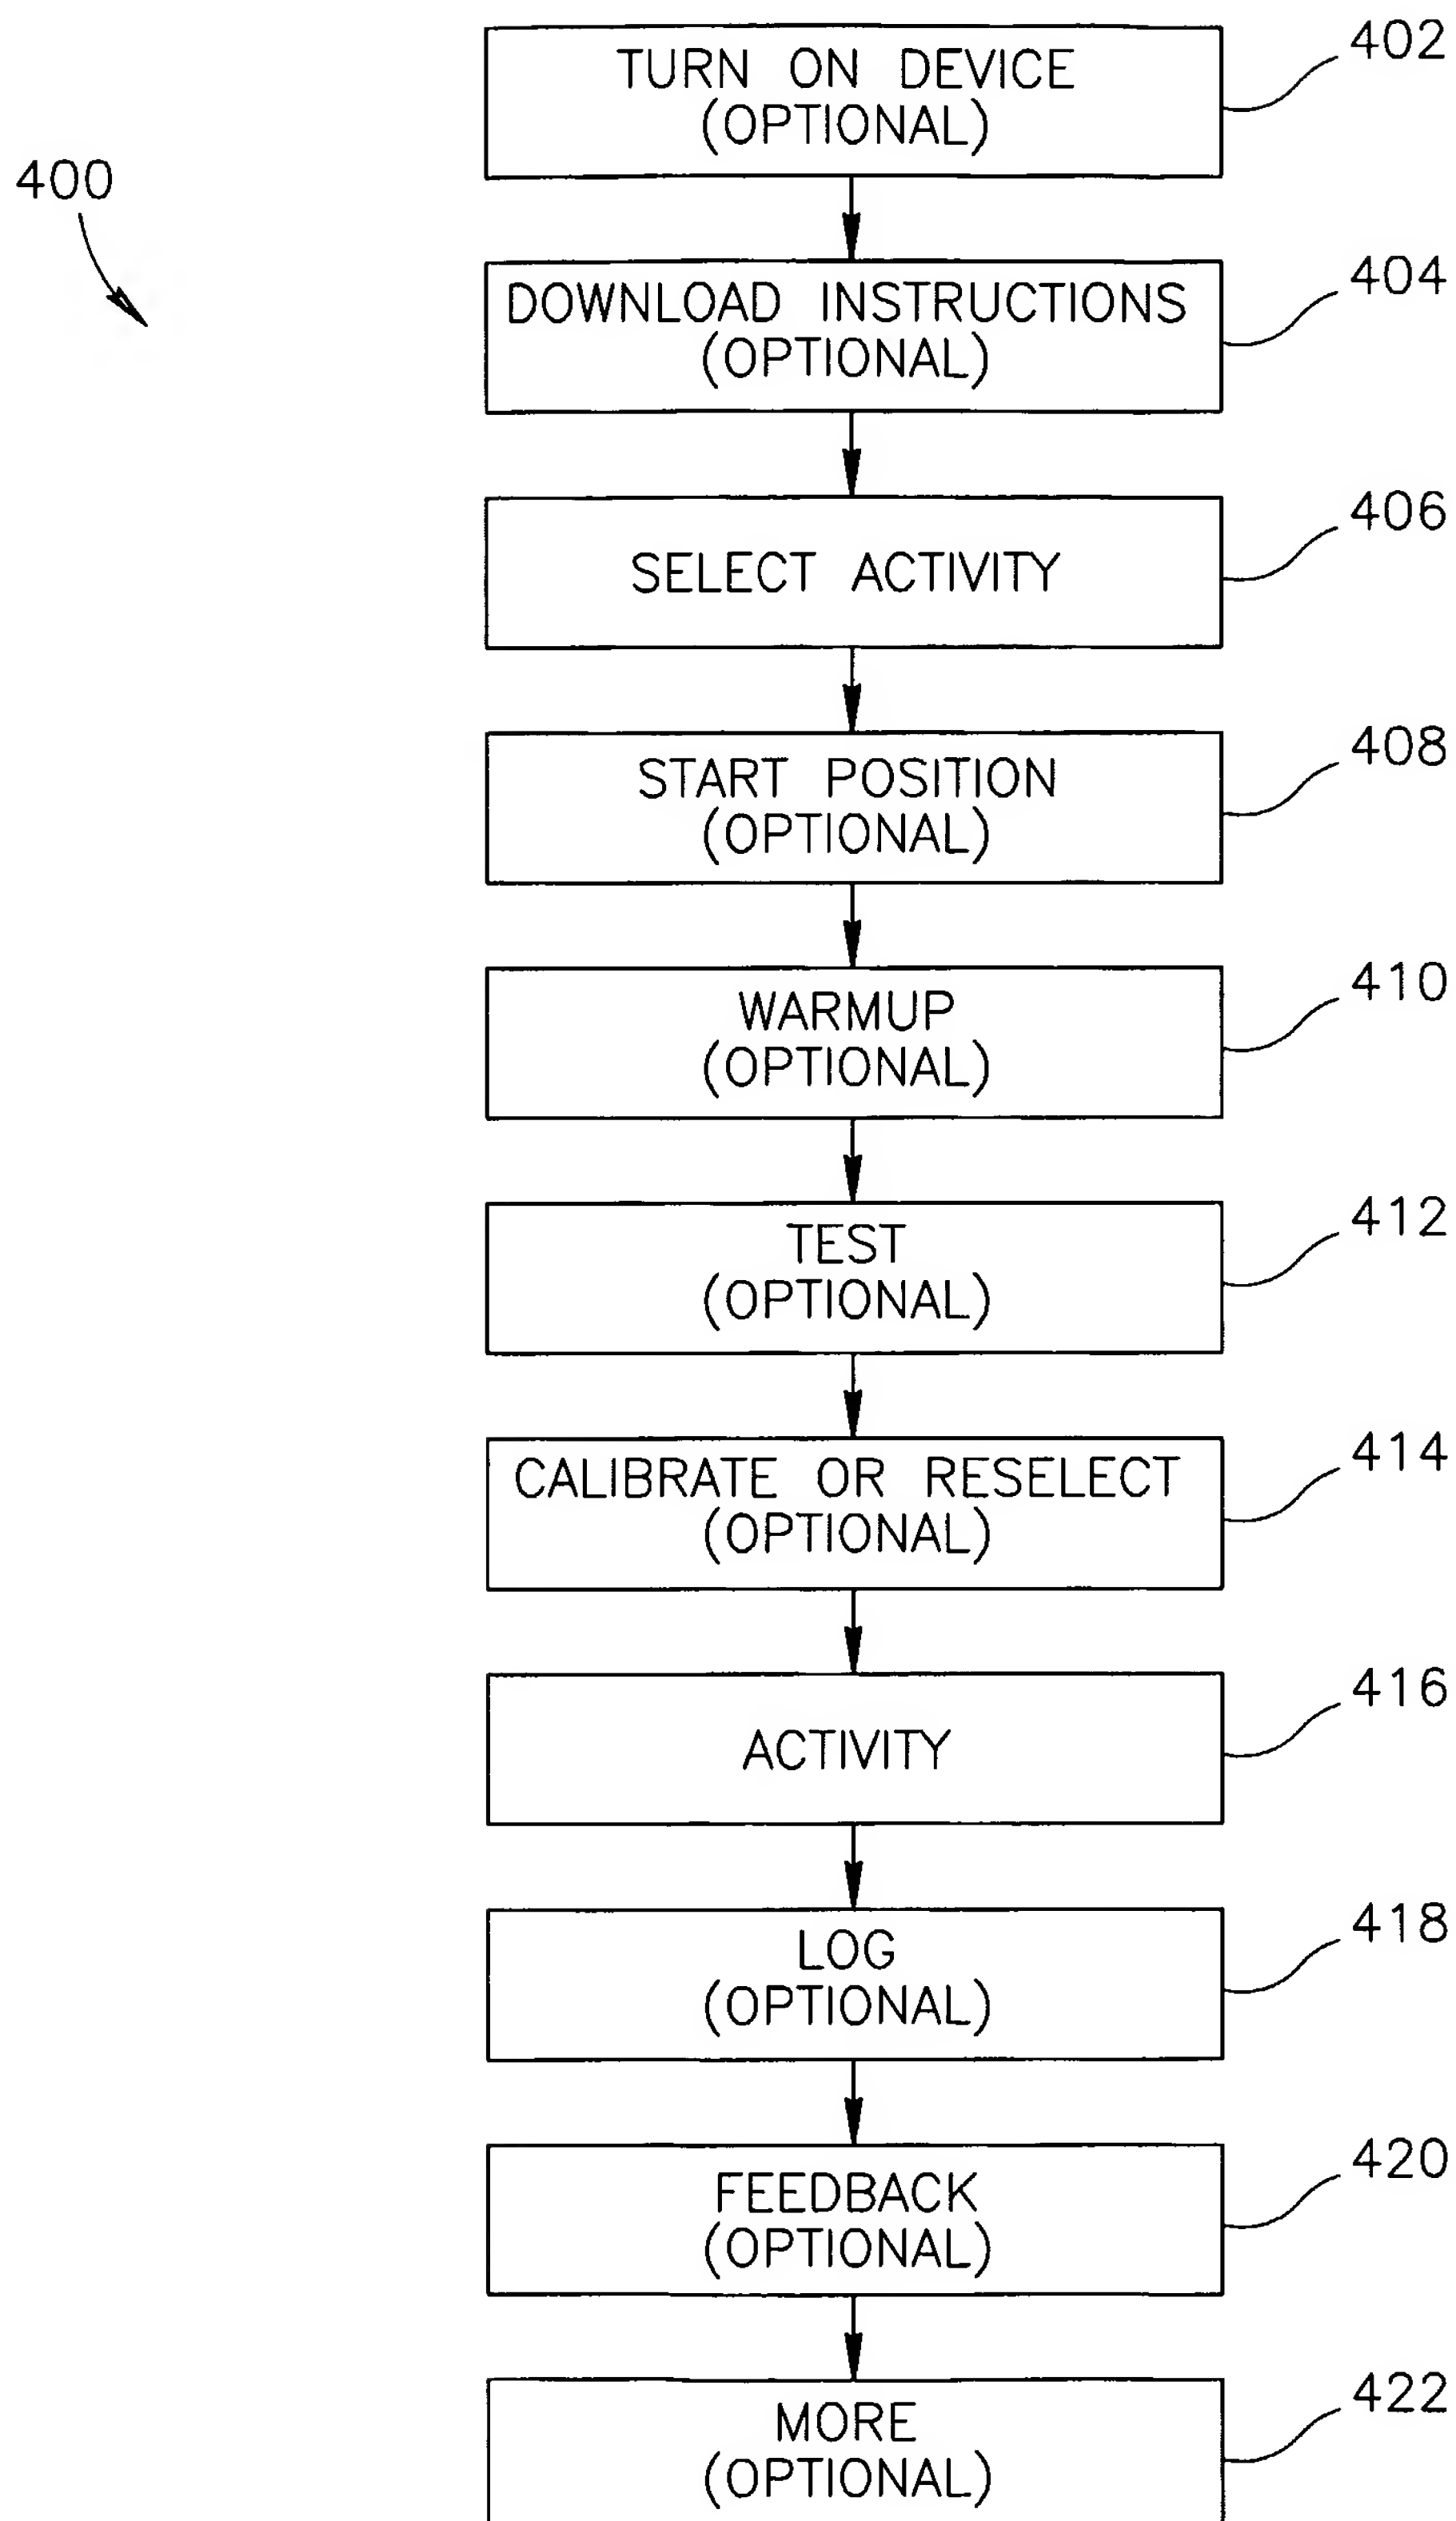 402
TURN ON DEVICE
(OPTIONAL)
400
404
DOWNLOAD INSTRUCTIONS
(OPTIONAL)
406
SELECT ACTIVITY
408
START POSITION
(OPTIONAL)
410
WARMUP
(OPTIONAL)
412
TEST
(OPTIONAL)
414
CALIBRATE OR RESELECT
(OPTIONAL)
416
ACTIVITY
418
LOG
(OPTIONAL)
420
FEEDBACK
(OPTIONAL)
422
MORE
(OPTIONAL)